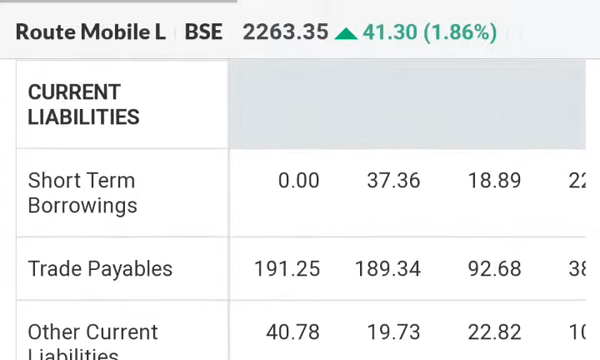 Route Mobile L BSE 2263.35 ▲ 41.30 (1.86%)
CURRENT
LIABILITIES
Short Term
Borrowings 0.00 37.36 18.89
Trade Payables 191.25 189.34 92.68
Other Current
Liabilities 40.78 19.73 22.82